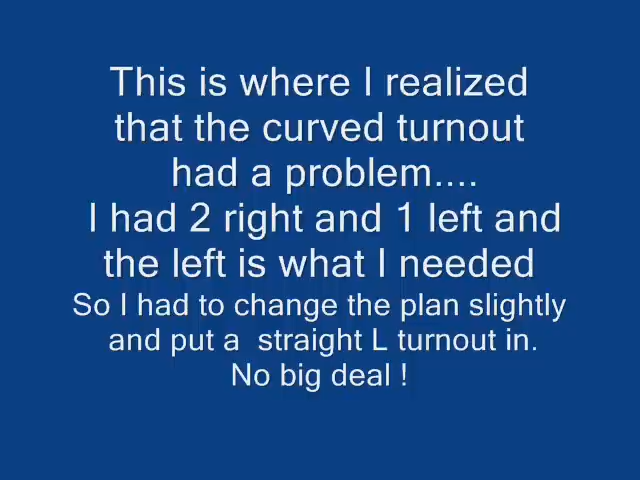 This is where I realized
that the curved turnout
had a problem....
I had 2 right and 1 left and
the left is what I needed
So I had to change the plan slightly
and put a  straight L turnout in.
No big deal !